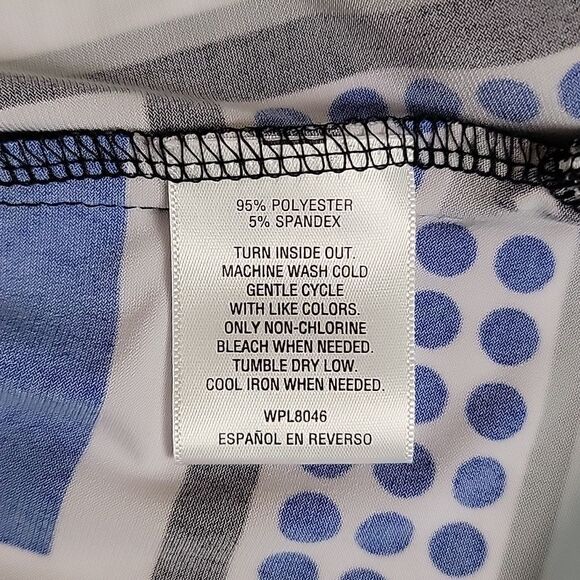 95% POLYESTER
5% SPANDEX
TURN INSIDE OUT.
MACHINE WASH COLD
GENTLE CYCLE
WITH LIKE COLORS.
ONLY NON-CHLORINE
BLEACH WHEN NEEDED.
TUMBLE DRY LOW.
COOL IRON WHEN NEEDED.
WPL8046
ESPAÑOL EN REVERSO